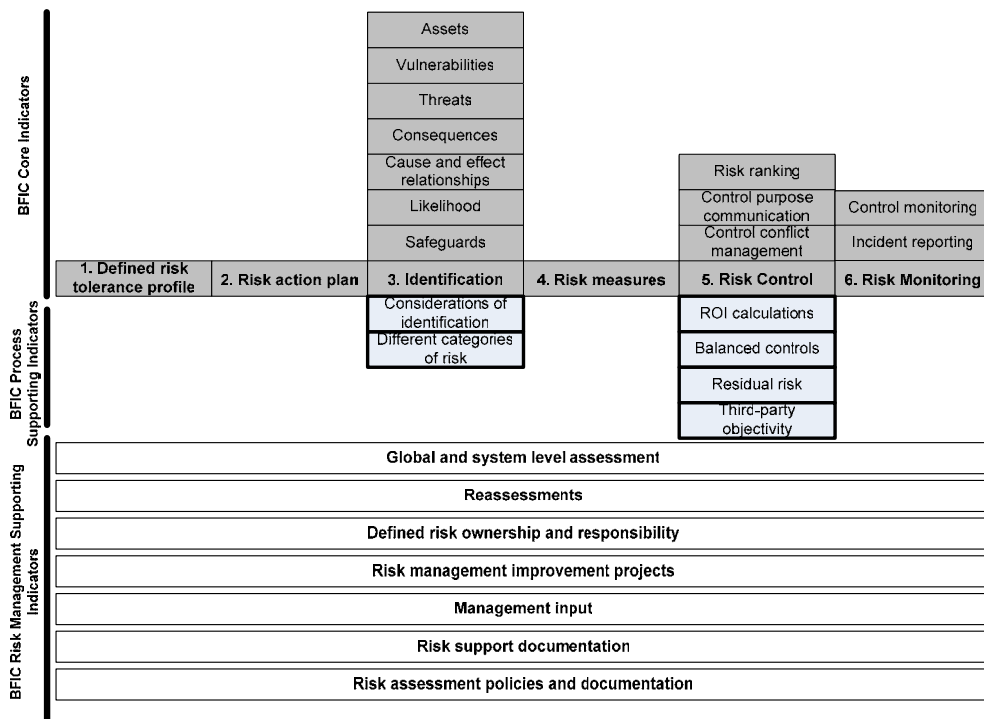 BFIC Core Indicators
Assets
Vulnerabilities
Threats
Consequences
Cause and effect
relationships
Likelihood
Safeguards
Risk ranking
Control purpose
communication
Control conflict
management
Control monitoring
Incident reporting
1. Defined risk
tolerance profile
2. Risk action plan
3. Identification
4. Risk measures
5. Risk Control
6. Risk Monitoring
BFIC Process
Supporting Indicators
Considerations of
identification
Different categories
of risk
ROI calculations
Balanced controls
Residual risk
Third-party
objectivity
BFIC Risk Management Supporting
Indicators
Global and system level assessment
Reassessments
Defined risk ownership and responsibility
Risk management improvement projects
Management input
Risk support documentation
Risk assessment policies and documentation